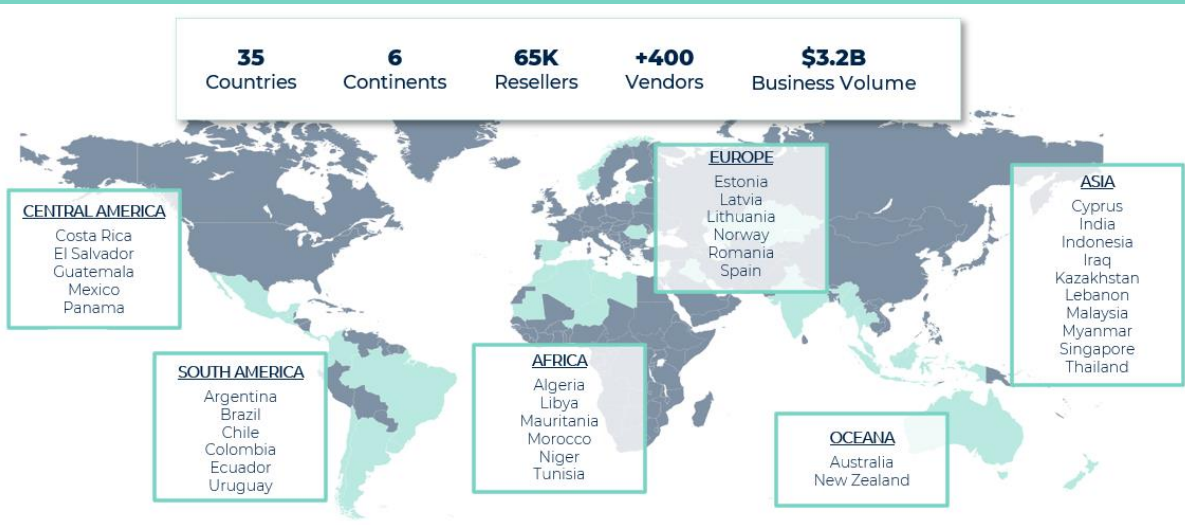 35
Countries
6
Continents
65K
Resellers
+400
Vendors
$3.2B
Business Volume
CENTRAL AMERICA
Costa Rica
El Salvador
Guatemala
Mexico
Panama
SOUTH AMERICA
Argentina
Brazil
Chile
Colombia
Ecuador
Uruguay
AFRICA
Algeria
Libya
Mauritania
Morocco
Niger
Tunisia
EUROPE
Estonia
Latvia
Lithuania
Norway
Romania
Spain
OCEANA
Australia
New Zealand
ASIA
Cyprus
India
Indonesia
Iraq
Kazakhstan
Lebanon
Malaysia
Myanmar
Singapore
Thailand